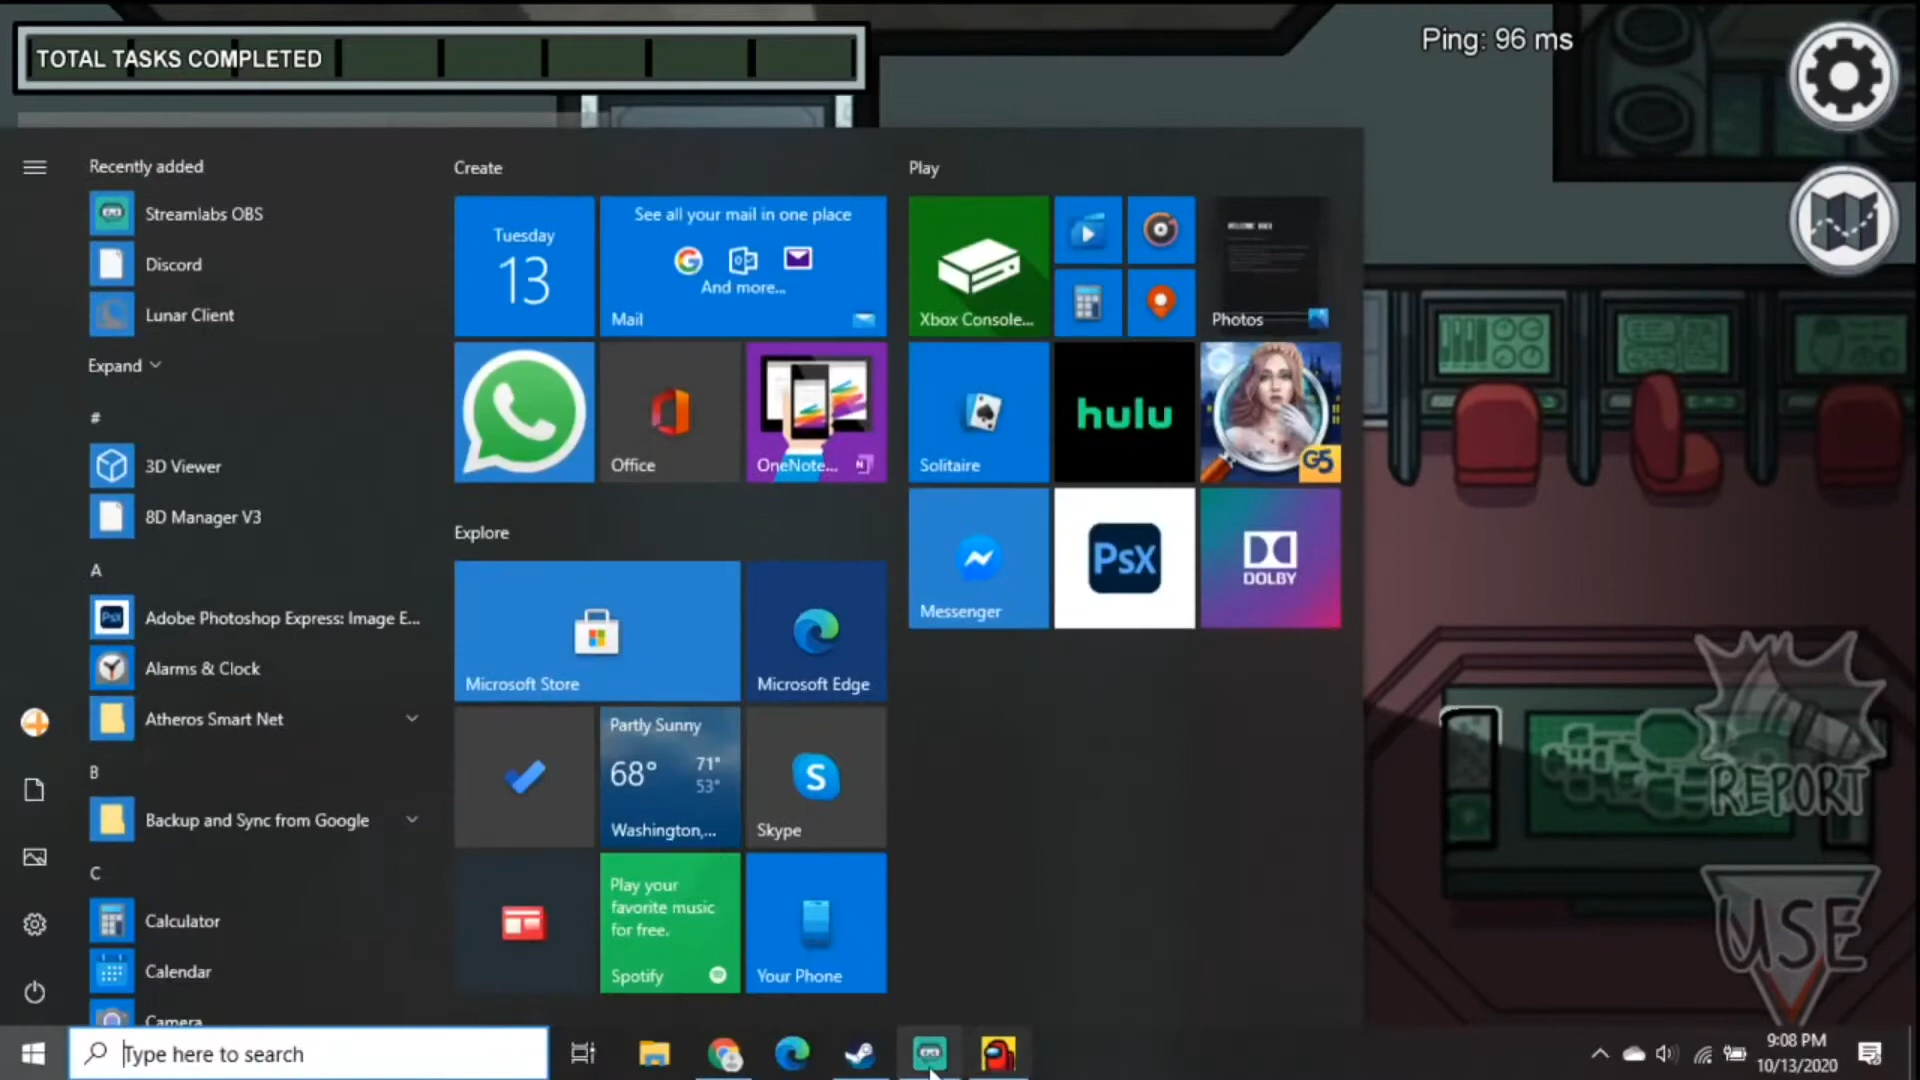 TOTAL TASKS COMPLETED
Ping: 96 ms
Recently added
Streamlabs OBS
Discord
Lunar Client
Expand
#
3D Viewer
8D Manager V3
A
Adobe Photoshop Express: Image E...
Alarms & Clock
Atheros Smart Net
B
Backup and Sync from Google
C
Calculator
Calendar
Camera
Create
Tuesday
13
See all your mail in one place
And more...
Mail
Office
OneNote...
Explore
Microsoft Store
Microsoft Edge
Partly Sunny
68° 71°
53°
Washington,...
Skype
Play your
favorite music
for free.
Spotify
Your Phone
Play
Xbox Console...
Photos
Solitaire
hulu
G5
Messenger
PsX
DOLBY
REPORT
USE
Type here to search
9:08 PM
10/13/2020